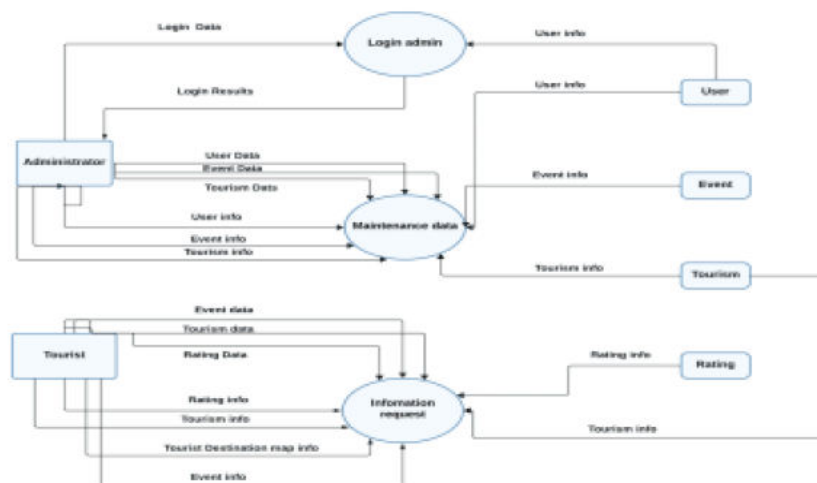 Login Data
Login admin
User info
Login Results
User info
User
Administrator
User Data
Event Data
Tourism Data
Event info
Event
User info
Maintenance data
Event info
Tourism info
Tourism info
Tourism
Event data
Tourism data
Rating Data
Tourist
Rating info
Rating
Rating info
Infomation
request
Tourism info
Tourism info
Tourist Destination map info
Event info